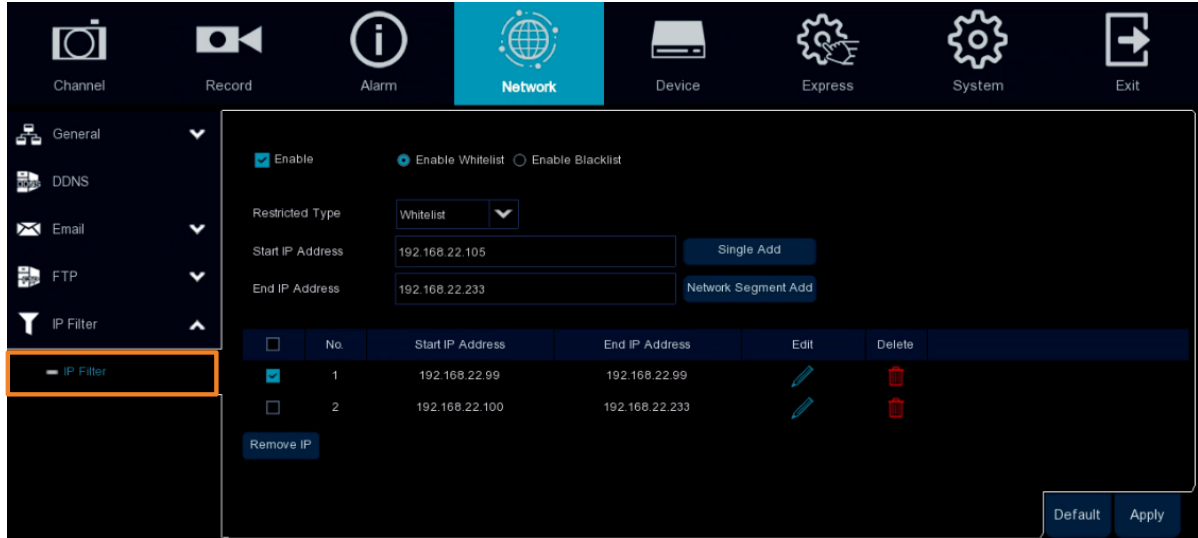 Channel Record Alarm Network Device Express System Exit
General
DDNS
Email
FTP
IP Filter
IP Filter
Enable Enable Whitelist Enable Blacklist
Restricted Type Whitelist
Start IP Address 192.168.22.105 Single Add
End IP Address 192.168.22.233 Network Segment Add
No. Start IP Address End IP Address Edit Delete
1 192.168.22.99 192.168.22.99
2 192.168.22.100 192.168.22.233
Remove IP
Default Apply